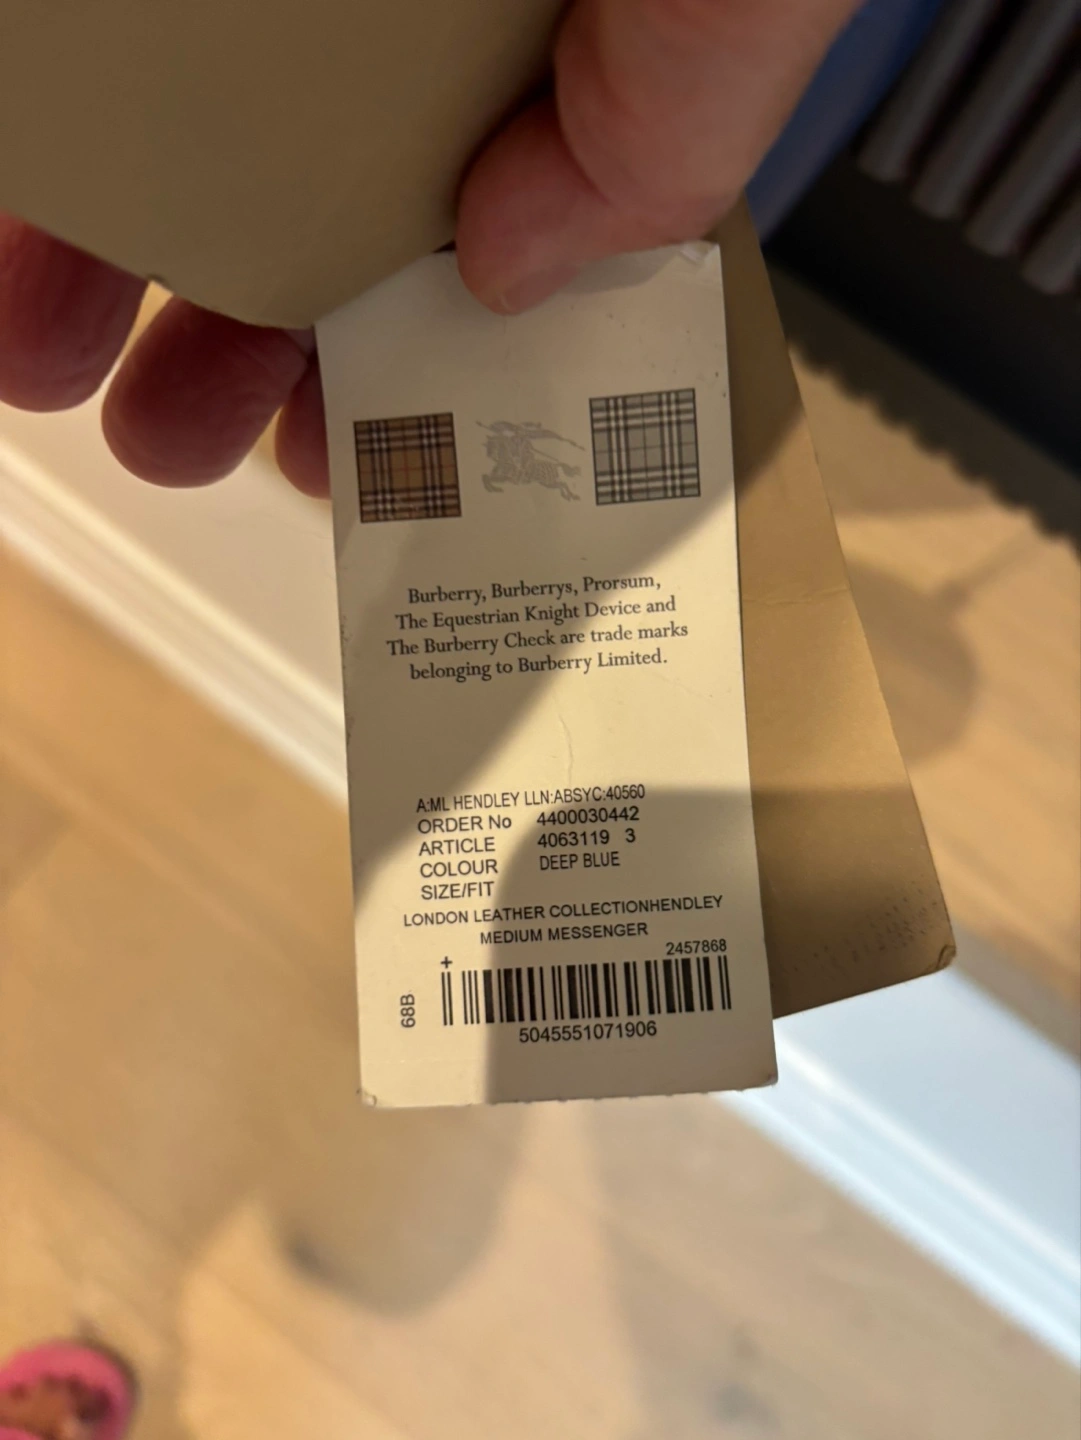 Burberry, Burberrys, Prorsum,
The Equestrian Knight Device and
The Burberry Check are trade marks
belonging to Burberry Limited.
A:ML HENDLEY LLN:ABSYC:40560
ORDER No 4400030442
ARTICLE 4063119 3
COLOUR DEEP BLUE
SIZE/FIT
LONDON LEATHER COLLECTIONHENDLEY
MEDIUM MESSENGER
2457868
+
68B
5045551071906